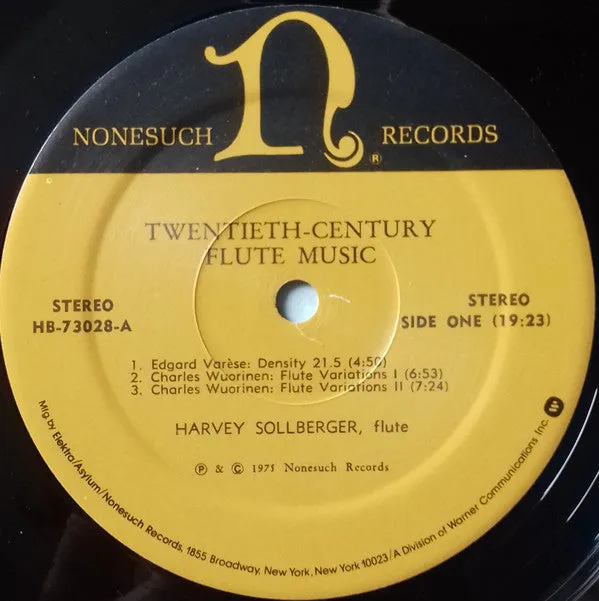 n
NONESUCH RECORDS
®
TWENTIETH-CENTURY
FLUTE MUSIC
STEREO
HB-73028-A
STEREO
SIDE ONE (19:23)
1. Edgard Varèse: Density 21.5 (4:50)
2. Charles Wuorinen: Flute Variations I (6:53)
3. Charles Wuorinen: Flute Variations II (7:24)
HARVEY SOLLBERGER, flute
℗ & © 1975 Nonesuch Records
Mfg. by Elektra/Asylum/Nonesuch Records, 1855 Broadway, New York, New York 10023/A Division of Warner Communications Inc.